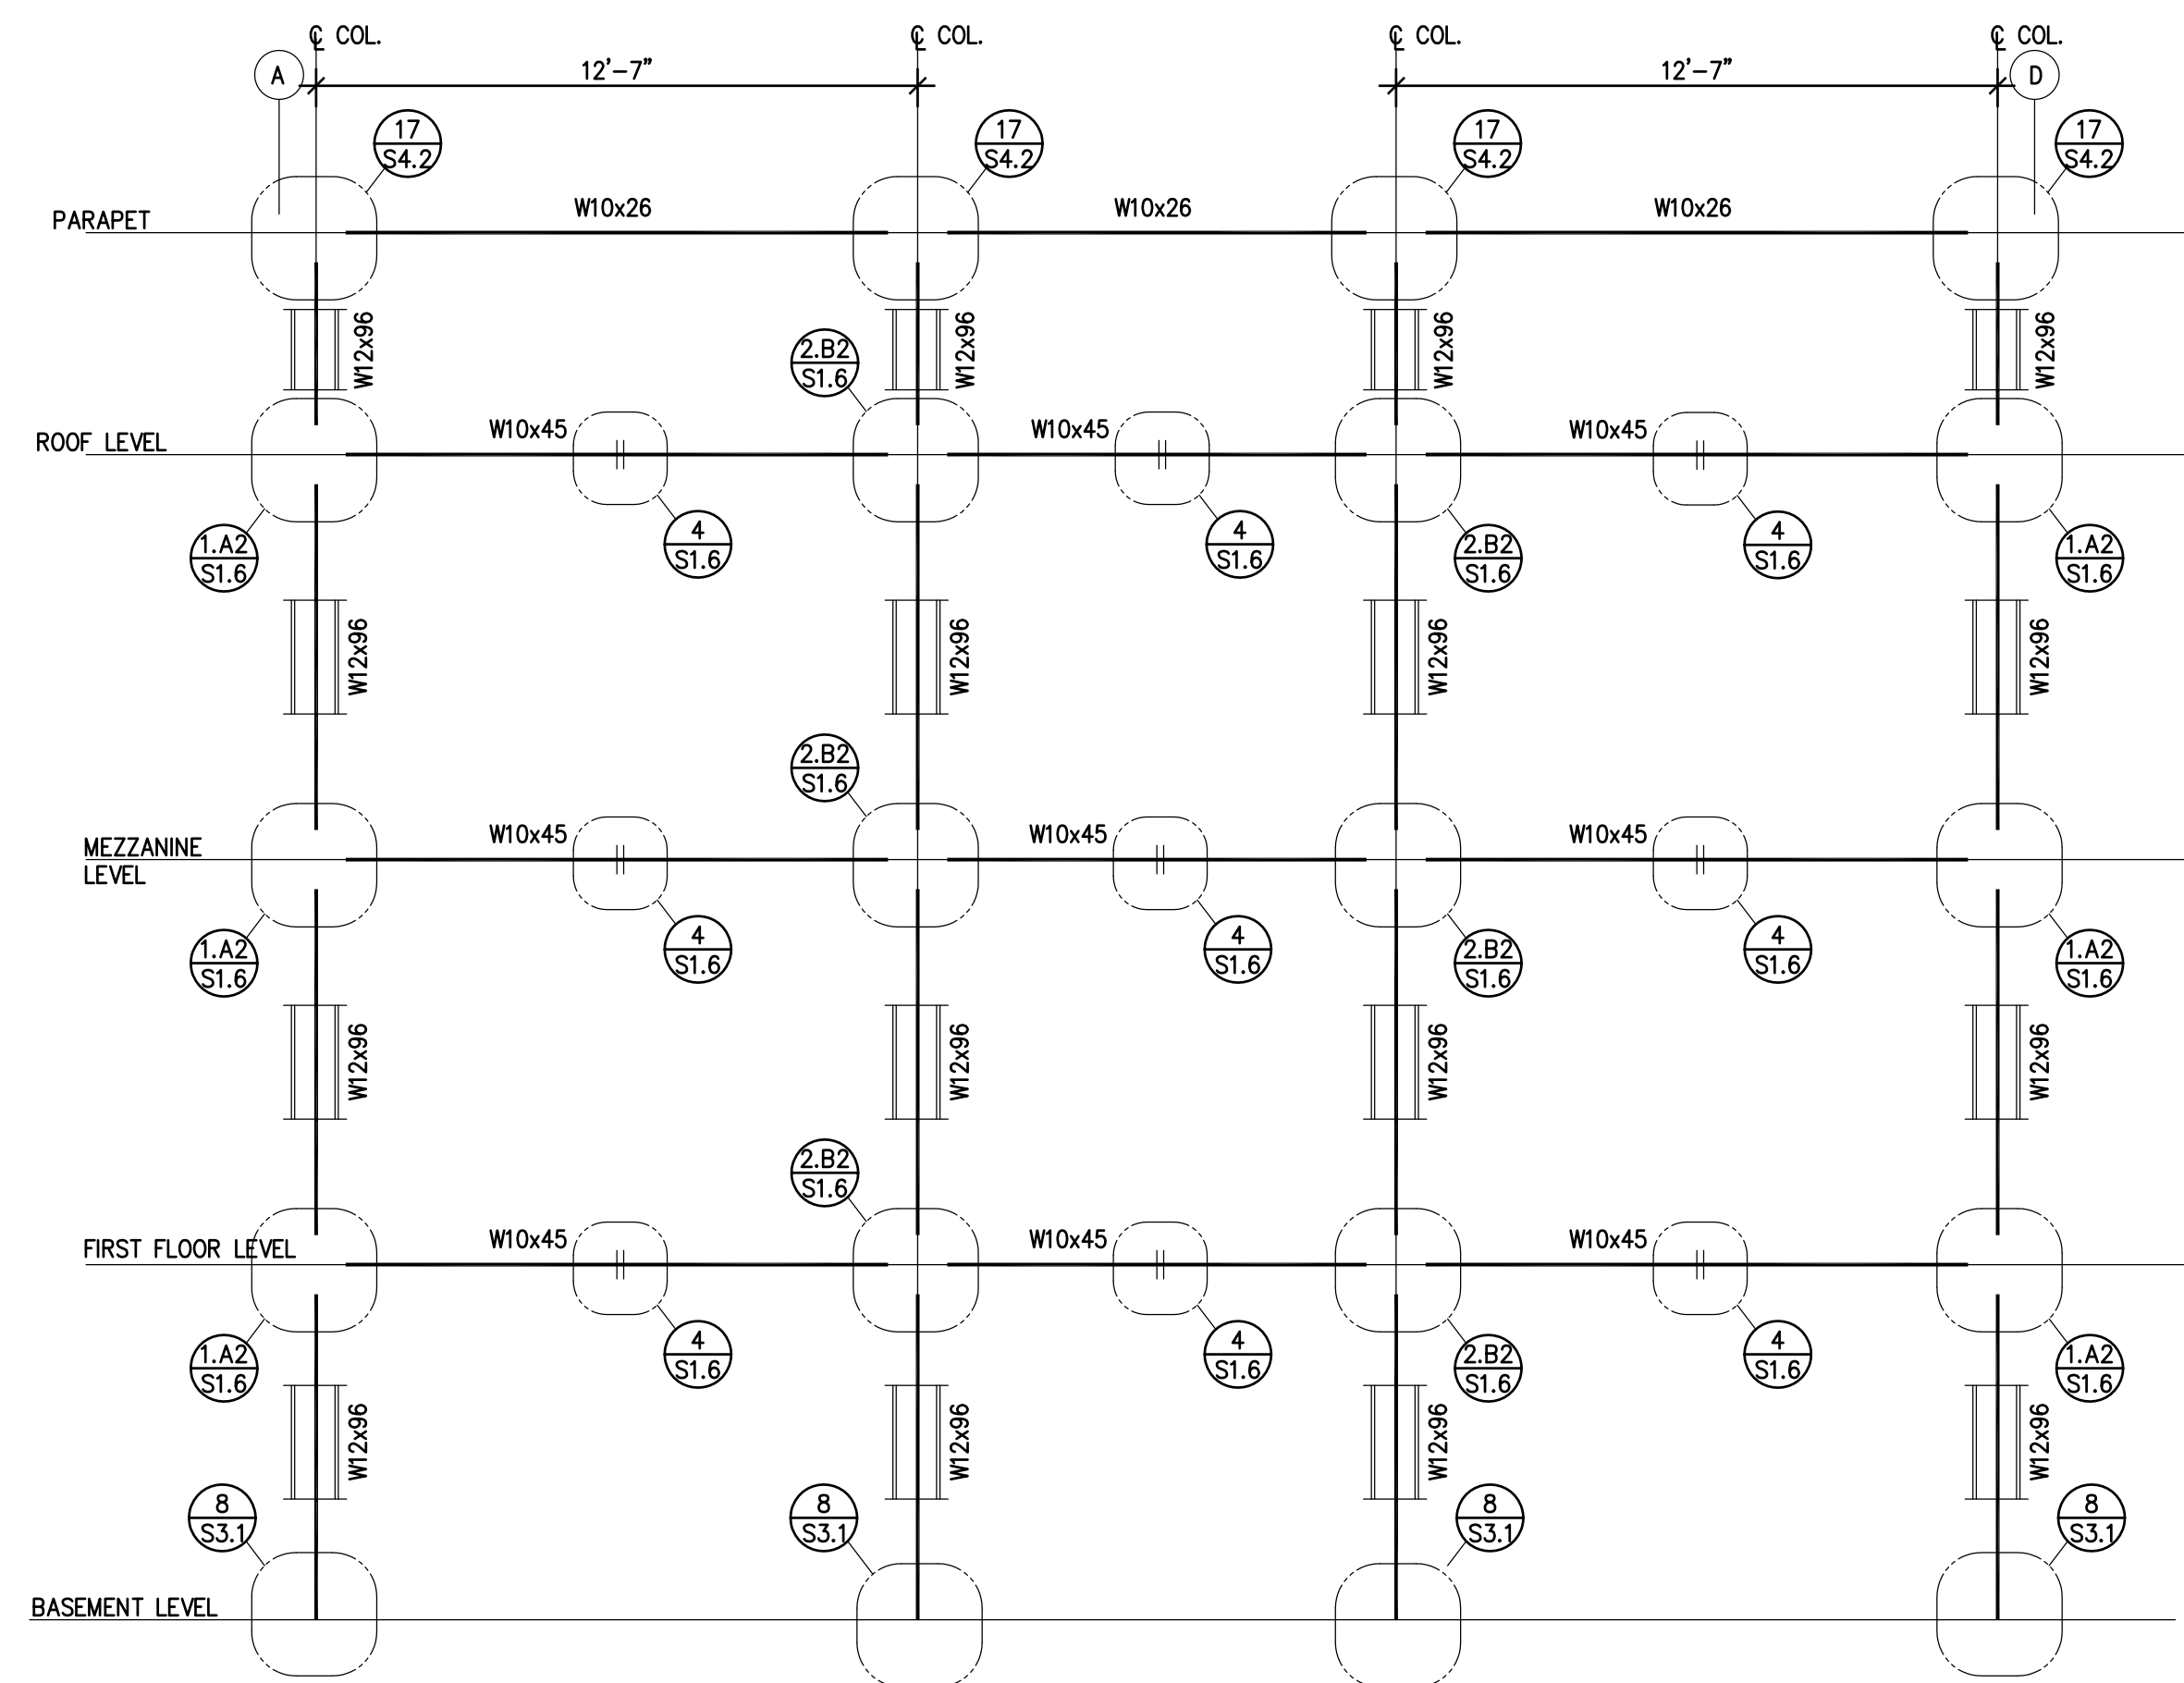 ℄ COL.
℄ COL.
℄ COL.
℄ COL.
A
12'-7"
12'-7"
D
17
S4.2
17
S4.2
17
S4.2
17
S4.2
PARAPET
W10x26
W10x26
W10x26
W12x96
W12x96
W12x96
W12x96
2.B2
S1.6
ROOF LEVEL
W10x45
W10x45
W10x45
1.A2
S1.6
4
S1.6
4
S1.6
2.B2
S1.6
4
S1.6
1.A2
S1.6
W12x96
W12x96
W12x96
W12x96
2.B2
S1.6
MEZZANINE
LEVEL
W10x45
W10x45
W10x45
1.A2
S1.6
4
S1.6
4
S1.6
2.B2
S1.6
4
S1.6
1.A2
S1.6
W12x96
W12x96
W12x96
W12x96
2.B2
S1.6
FIRST FLOOR LEVEL
W10x45
W10x45
W10x45
1.A2
S1.6
4
S1.6
4
S1.6
2.B2
S1.6
4
S1.6
1.A2
S1.6
W12x96
W12x96
W12x96
W12x96
8
S3.1
8
S3.1
8
S3.1
8
S3.1
BASEMENT LEVEL